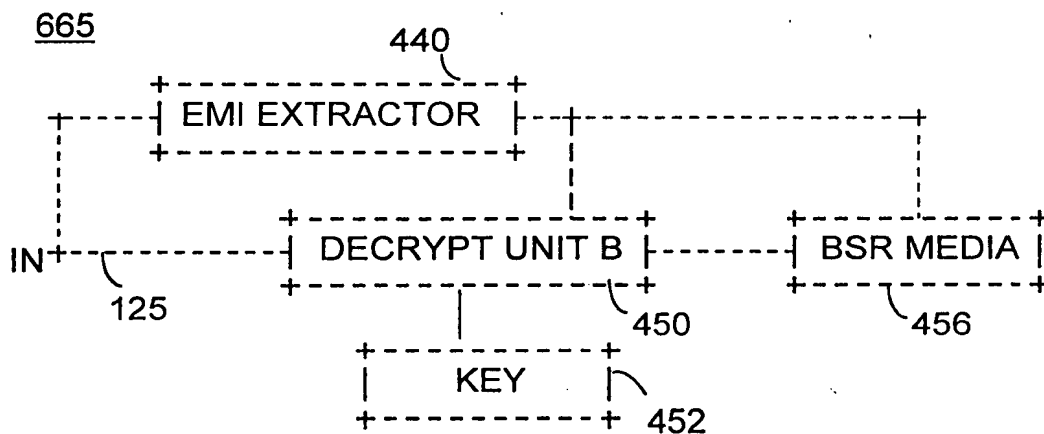 665
440
EMI EXTRACTOR
IN
DECRYPT UNIT B
BSR MEDIA
125
450
456
KEY
452